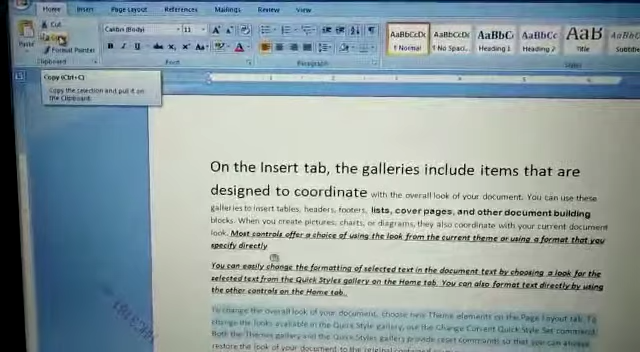 Home Insert Page Layout References Mailings Review View
Cut
Copy
Paste
Format Painter
Calibri (Body) 11
AaBbCcDc AaBbCcDc AaBbC AaBbCc AaB AaBbCc
¶ Normal ¶ No Spaci... Heading 1 Heading 2 Title Subtitle
Clipboard Font Paragraph Styles
Copy (Ctrl+C)
Copy the selection and put it on
the Clipboard.
On the Insert tab, the galleries include items that are
designed to coordinate with the overall look of your document. You can use these
galleries to insert tables, headers, footers, lists, cover pages, and other document building
blocks. When you create pictures, charts, or diagrams, they also coordinate with your current document
look. Most controls offer a choice of using the look from the current theme or using a format that you
specify directly
You can easily change the formatting of selected text in the document text by choosing a look for the
selected text from the Quick Styles gallery on the Home tab. You can also format text directly by using
the other controls on the Home tab.
To change the overall look of your document, choose new Theme elements on the Page Layout tab. To
change the looks available in the Quick Style gallery, use the Change Current Quick Style Set command.
Both the Themes gallery and the Quick Styles gallery provide reset commands so that you can always
restore the look of your document to the original contained